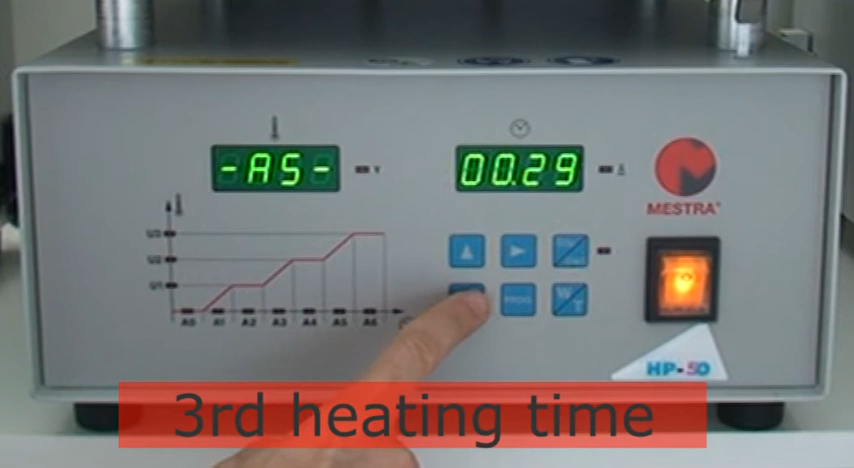 -A5-
00.29
MESTRA
U3
U2
U1
A0 A1 A2 A3 A4 A5 A6
PROG
W/T
HP-50
3rd heating time